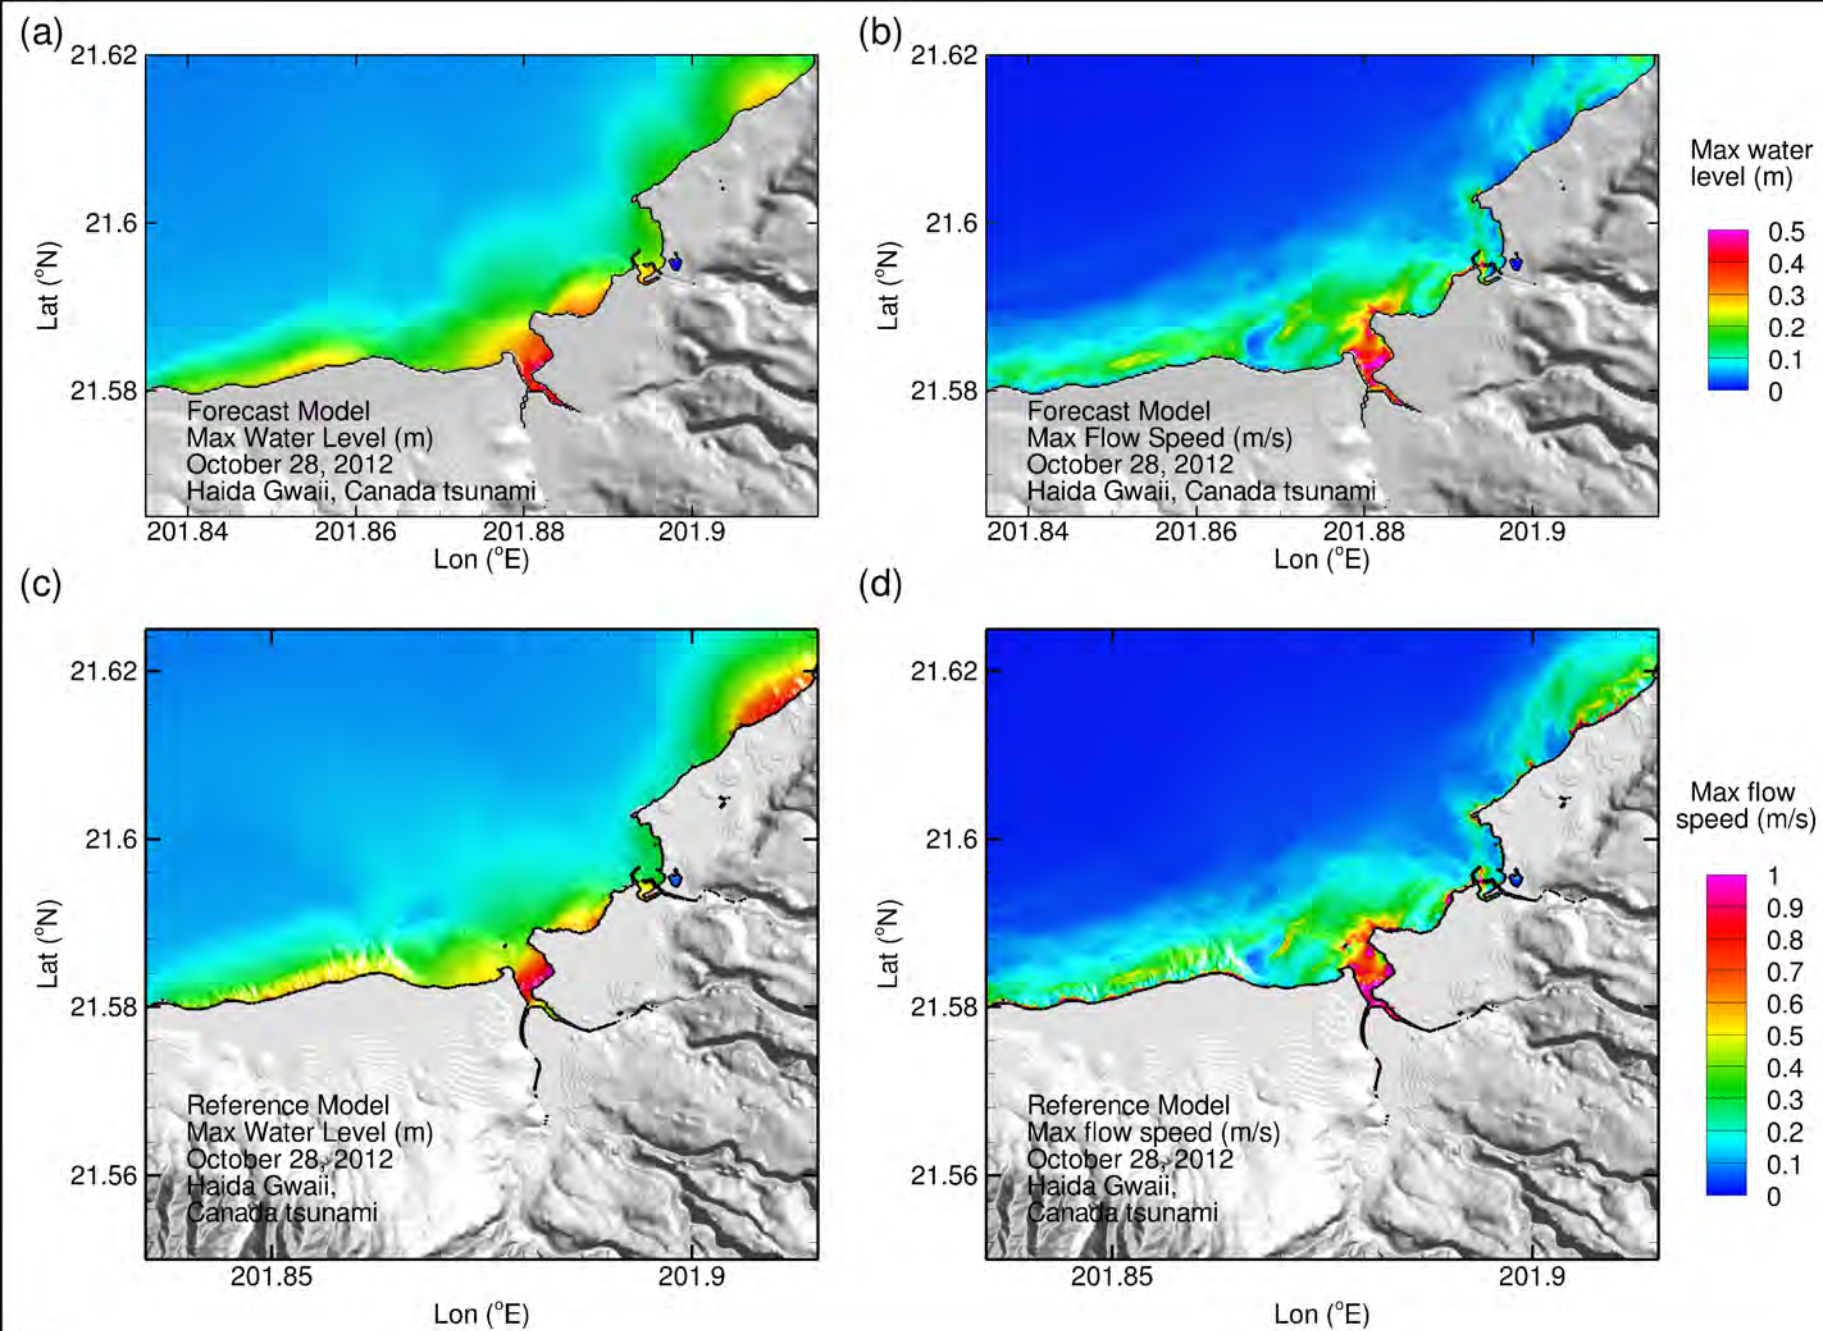 (a)
21.62
21.6
21.58
Lat (°N)
Forecast Model
Max Water Level (m)
October 28, 2012
Haida Gwaii, Canada tsunami
201.84
201.86
201.88
201.9
Lon (°E)
(b)
21.62
21.6
21.58
Lat (°N)
Forecast Model
Max Flow Speed (m/s)
October 28, 2012
Haida Gwaii, Canada tsunami
201.84
201.86
201.88
201.9
Lon (°E)
Max water
level (m)
0.5
0.4
0.3
0.2
0.1
0
(c)
21.62
21.6
21.58
21.56
Lat (°N)
Reference Model
Max Water Level (m)
October 28, 2012
Haida Gwaii,
Canada tsunami
201.85
201.9
Lon (°E)
(d)
21.62
21.6
21.58
21.56
Lat (°N)
Reference Model
Max flow speed (m/s)
October 28, 2012
Haida Gwaii,
Canada tsunami
201.85
201.9
Lon (°E)
Max flow
speed (m/s)
1
0.9
0.8
0.7
0.6
0.5
0.4
0.3
0.2
0.1
0